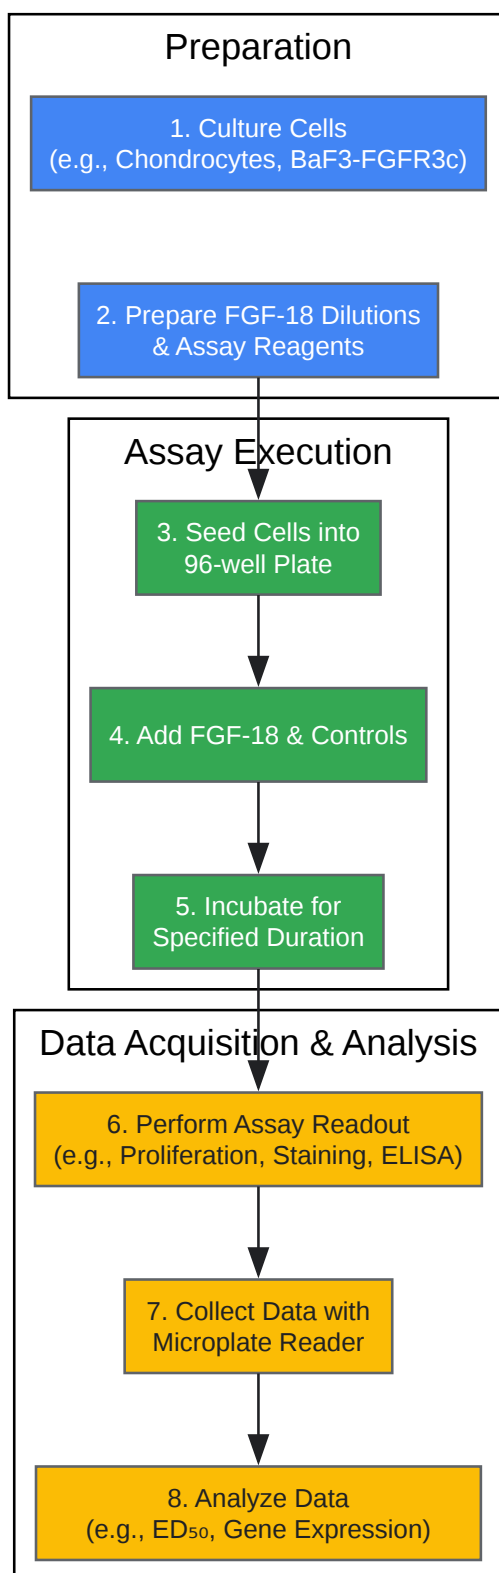 Preparation
1. Culture Cells
(e.g., Chondrocytes, BaF3-FGFR3c)
2. Prepare FGF-18 Dilutions
& Assay Reagents
Assay Execution
3. Seed Cells into
96-well Plate
4. Add FGF-18 & Controls
5. Incubate for
Specified Duration
Data Acquisition & Analysis
6. Perform Assay Readout
(e.g., Proliferation, Staining, ELISA)
7. Collect Data with
Microplate Reader
8. Analyze Data
(e.g., ED₅₀, Gene Expression)